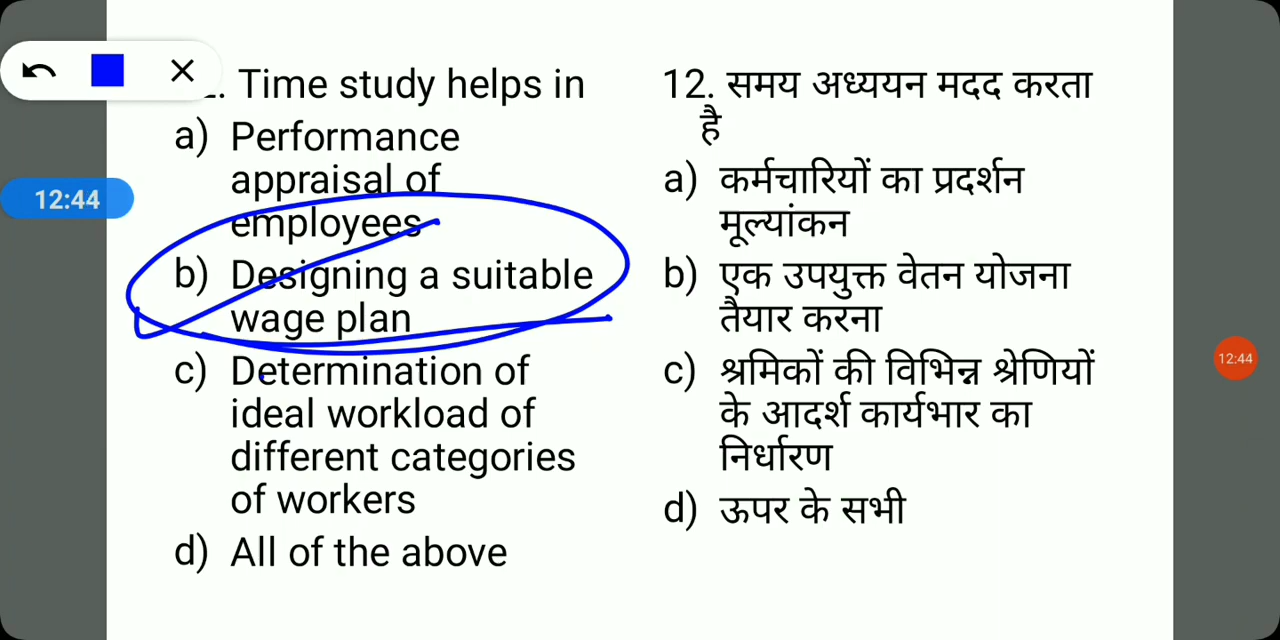 12:44
. Time study helps in
a) Performance
appraisal of
employees
b) Designing a suitable
wage plan
c) Determination of
ideal workload of
different categories
of workers
d) All of the above
12. समय अध्ययन मदद करता
है
a) कर्मचारियों का प्रदर्शन
मूल्यांकन
b) एक उपयुक्त वेतन योजना
तैयार करना
c) श्रमिकों की विभिन्न श्रेणियों
के आदर्श कार्यभार का
निर्धारण
d) ऊपर के सभी
12:44